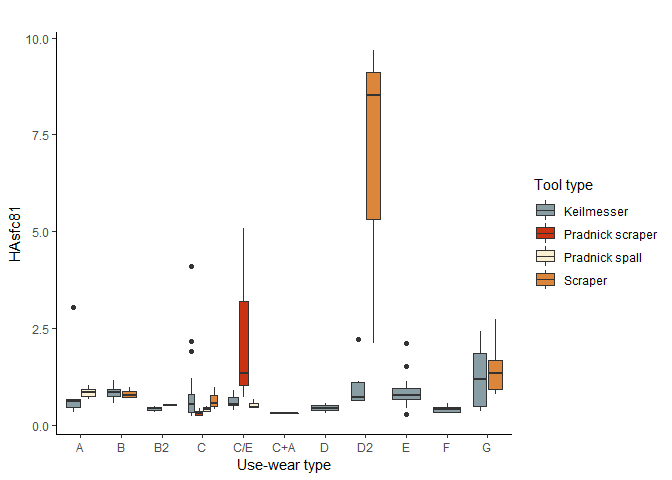 10.0
7.5
5.0
2.5
0.0
HAsfc81
A B B2 C C/E C+A D D2 E F G
Use-wear type
Tool type
Keilmesser
Pradnick scraper
Pradnick spall
Scraper